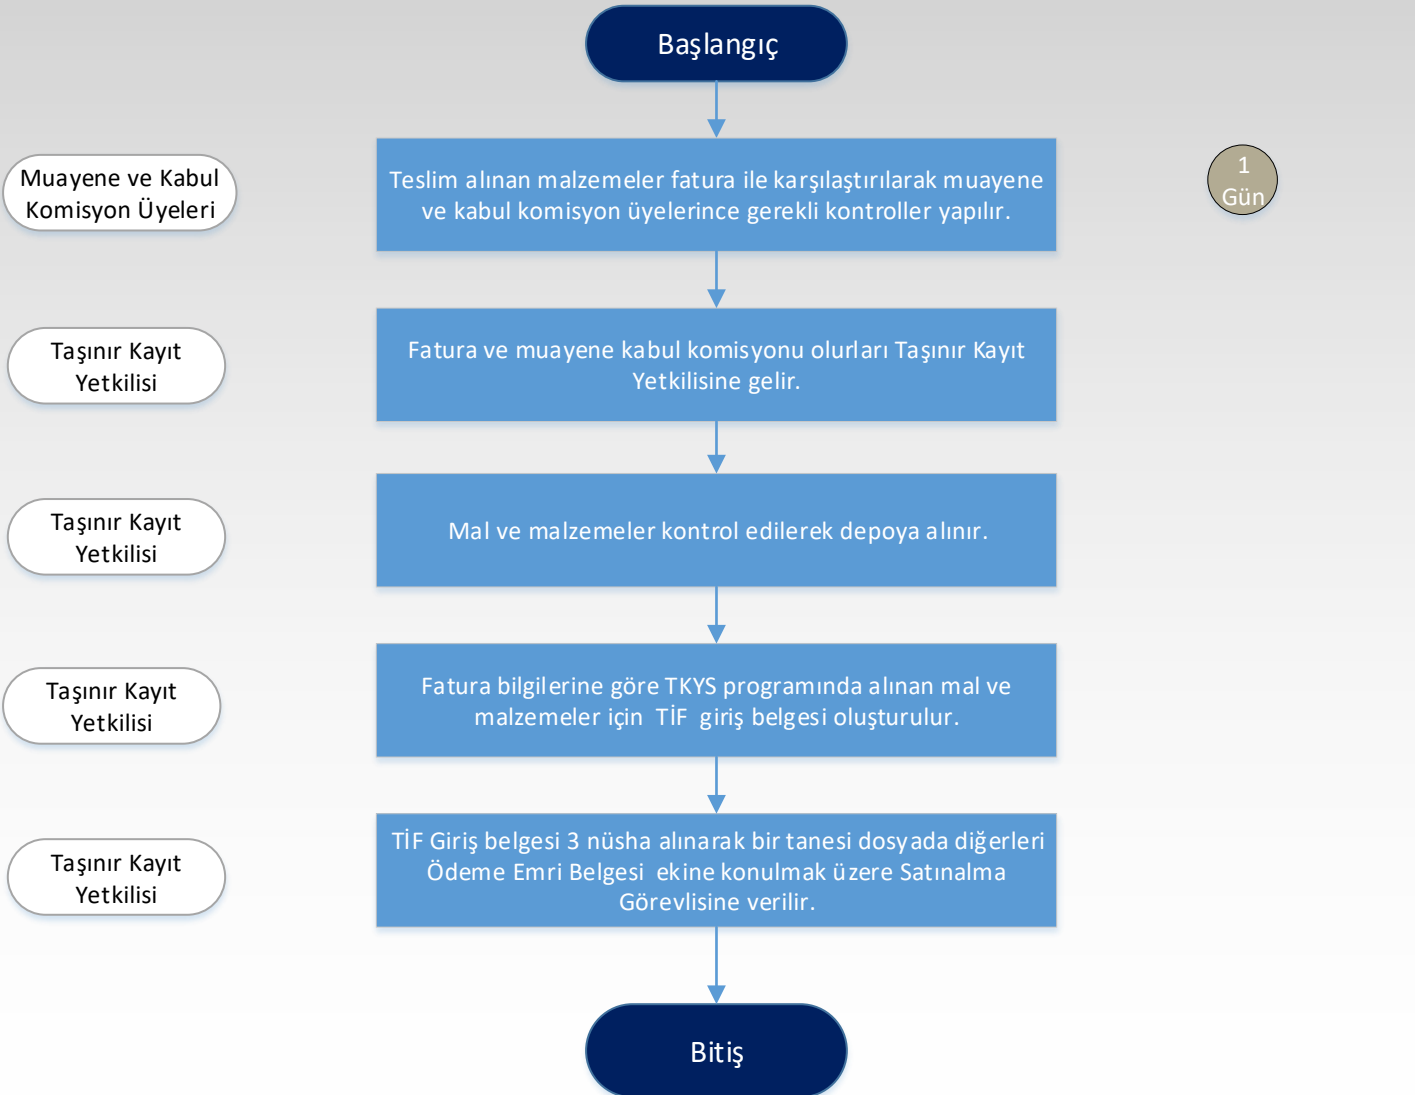 Başlangıç
Muayene ve Kabul
Komisyon Üyeleri
Teslim alınan malzemeler fatura ile karşılaştırılarak muayene
ve kabul komisyon üyelerince gerekli kontroller yapılır.
1
Gün
Taşınır Kayıt
Yetkilisi
Fatura ve muayene kabul komisyonu olurları Taşınır Kayıt
Yetkilisine gelir.
Taşınır Kayıt
Yetkilisi
Mal ve malzemeler kontrol edilerek depoya alınır.
Taşınır Kayıt
Yetkilisi
Fatura bilgilerine göre TKYS programında alınan mal ve
malzemeler için TİF giriş belgesi oluşturulur.
Taşınır Kayıt
Yetkilisi
TİF Giriş belgesi 3 nüsha alınarak bir tanesi dosyada diğerleri
Ödeme Emri Belgesi ekine konulmak üzere Satınalma
Görevlisine verilir.
Bitiş